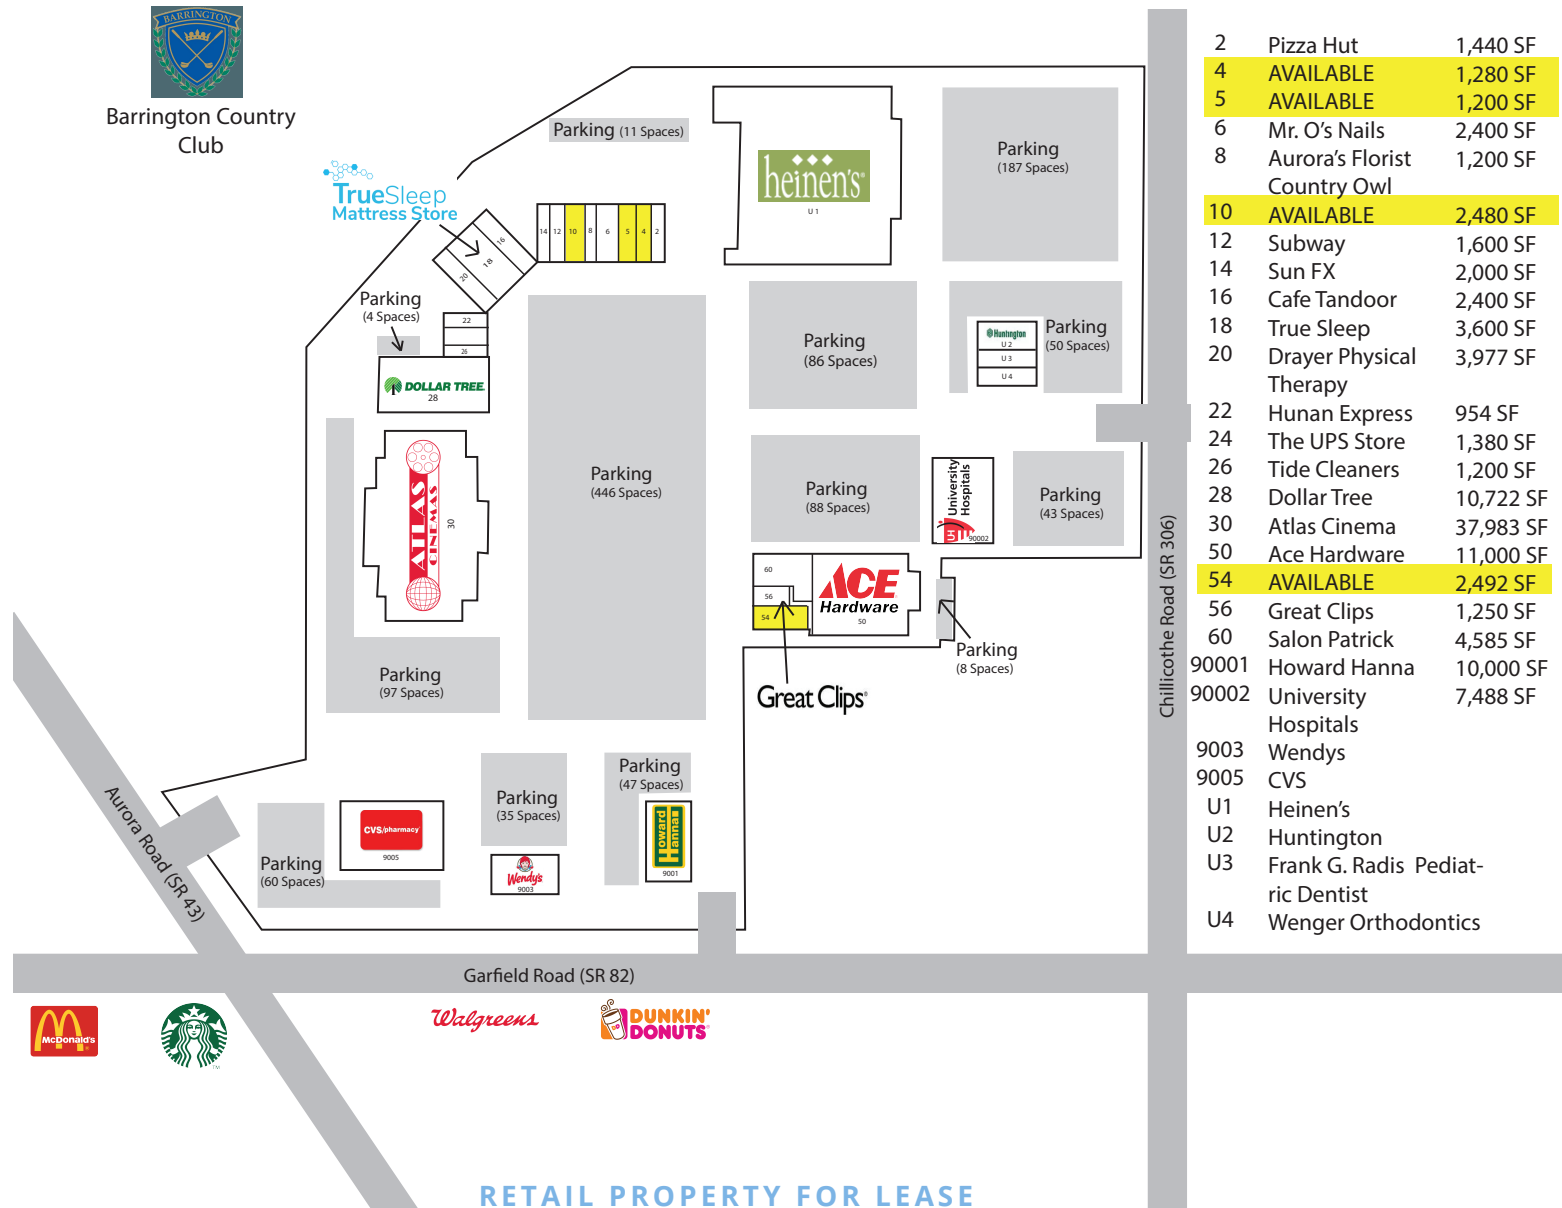 BARRINGTON
Barrington Country
Club
TrueSleep
Mattress Store
Parking (11 Spaces)
heinen's®
U 1
Parking
(187 Spaces)
14 12 10 8 6 5 4 2
16
18
20
Parking
(4 Spaces)
22
26
DOLLAR TREE.
28
Parking
(86 Spaces)
Huntington
U 2
U 3
U 4
Parking
(50 Spaces)
ATLAS
CINEMAS
30
Parking
(446 Spaces)
Parking
(88 Spaces)
University
Hospitals
UH
90002
Parking
(43 Spaces)
60
56
54
ACE
Hardware
50
Parking
(8 Spaces)
Great Clips®
Parking
(97 Spaces)
Parking
(47 Spaces)
Parking
(35 Spaces)
Parking
(60 Spaces)
CVS/pharmacy
9005
Wendy's
9003
Howard
Hanna
9001
Aurora Road (SR 43)
Chillicothe Road (SR 306)
Garfield Road (SR 82)
McDonald's
TM
Walgreens
DUNKIN'
DONUTS
2 Pizza Hut 1,440 SF
4 AVAILABLE 1,280 SF
5 AVAILABLE 1,200 SF
6 Mr. O’s Nails 2,400 SF
8 Aurora’s Florist 1,200 SF
Country Owl
10 AVAILABLE 2,480 SF
12 Subway 1,600 SF
14 Sun FX 2,000 SF
16 Cafe Tandoor 2,400 SF
18 True Sleep 3,600 SF
20 Drayer Physical 3,977 SF
Therapy
22 Hunan Express 954 SF
24 The UPS Store 1,380 SF
26 Tide Cleaners 1,200 SF
28 Dollar Tree 10,722 SF
30 Atlas Cinema 37,983 SF
50 Ace Hardware 11,000 SF
54 AVAILABLE 2,492 SF
56 Great Clips 1,250 SF
60 Salon Patrick 4,585 SF
90001 Howard Hanna 10,000 SF
90002 University 7,488 SF
Hospitals
9003 Wendys
9005 CVS
U1 Heinen’s
U2 Huntington
U3 Frank G. Radis Pediat-
ric Dentist
U4 Wenger Orthodontics
RETAIL PROPERTY FOR LEASE